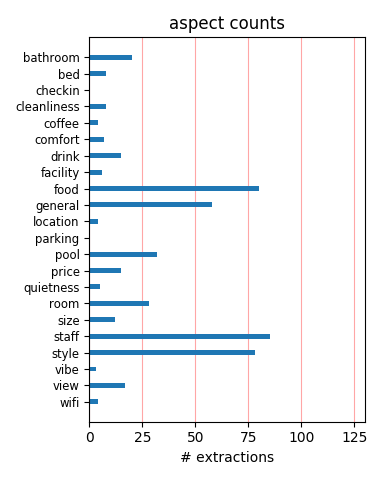 aspect counts
bathroom
bed
checkin
cleanliness
coffee
comfort
drink
facility
food
general
location
parking
pool
price
quietness
room
size
staff
style
vibe
view
wifi
0 25 50 75 100 125
# extractions